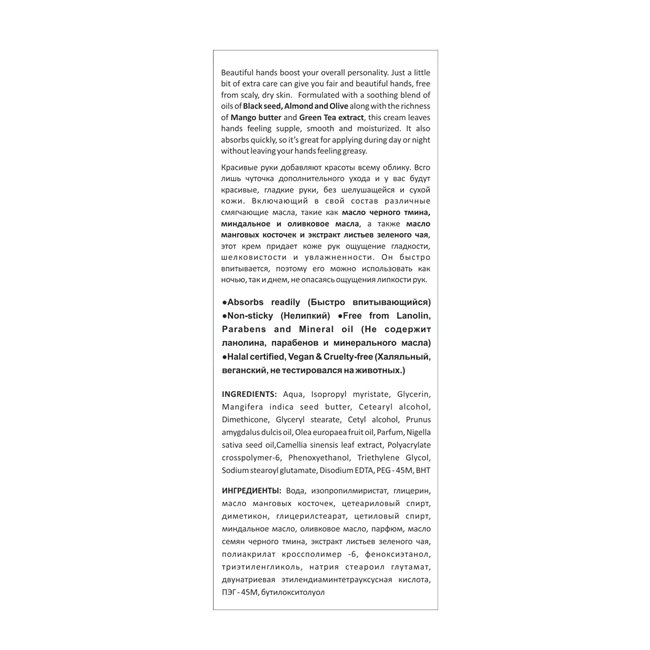 Beautiful hands boost your overall personality. Just a little
bit of extra care can give you fair and beautiful hands, free
from scaly, dry skin. Formulated with a soothing blend of
oils of Black seed, Almond and Olive along with the richness
of Mango butter and Green Tea extract, this cream leaves
hands feeling supple, smooth and moisturized. It also
absorbs quickly, so it's great for applying during day or night
without leaving your hands feeling greasy.
Красивые руки добавляют красоты всему облику. Всго
лишь чуточка дополнительного ухода и у вас будут
красивые, гладкие руки, без шелушащейся и сухой
кожи. Включающий в свой состав различные
смягчающие масла, такие как масло черного тмина,
миндальное и оливковое масла, а также масло
манговых косточек и экстракт листьев зеленого чая,
этот крем придает коже рук ощущение гладкости,
шелковистости и увлажненности. Он быстро
впитывается, поэтому его можно использовать как
ночью, так и днем, не опасаясь ощущения липкости рук.
●Absorbs readily (Быстро впитывающийся)
●Non-sticky (Нелипкий) ●Free from Lanolin,
Parabens and Mineral oil (Не содержит
ланолина, парабенов и минерального масла)
●Halal certified, Vegan & Cruelty-free (Халяльный,
веганский, не тестировался на животных.)
INGREDIENTS: Aqua, Isopropyl myristate, Glycerin,
Mangifera indica seed butter, Cetearyl alcohol,
Dimethicone, Glyceryl stearate, Cetyl alcohol, Prunus
amygdalus dulcis oil, Olea europaea fruit oil, Parfum, Nigella
sativa seed oil,Camellia sinensis leaf extract, Polyacrylate
crosspolymer-6, Phenoxyethanol, Triethylene Glycol,
Sodium stearoyl glutamate, Disodium EDTA, PEG - 45M, BHT
ИНГРЕДИЕНТЫ: Вода, изопропилмиристат, глицерин,
масло манговых косточек, цетеариловый спирт,
диметикон, глицерилстеарат, цетиловый спирт,
миндальное масло, оливковое масло, парфюм, масло
семян черного тмина, экстракт листьев зеленого чая,
полиакрилат кроссполимер -6, феноксиэтанол,
триэтиленгликоль, натрия стеароил глутамат,
двунатриевая этилендиаминтетрауксусная кислота,
ПЭГ - 45М, бутилокситолуол